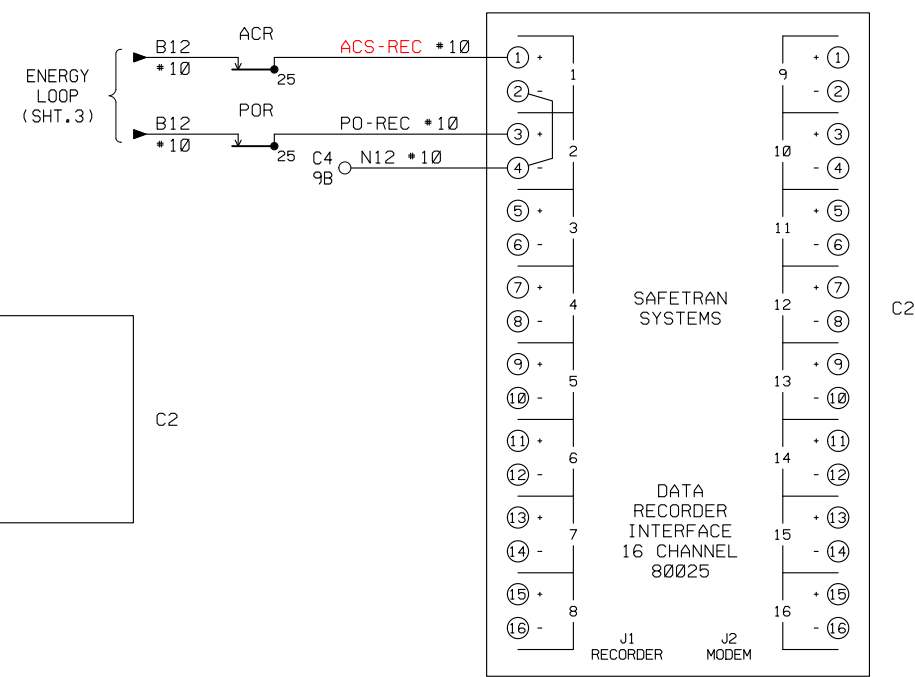 ACR
B12
*10
ACS-REC *10
25
ENERGY
LOOP
(SHT.3)
POR
B12
*10
PO-REC *10
25
C4
9B
N12 *10
1 +
2 -
1
3 +
4 -
2
5 +
6 -
3
7 +
8 -
4
9 +
10 -
5
11 +
12 -
6
13 +
14 -
7
15 +
16 -
8
SAFETRAN
SYSTEMS
DATA
RECORDER
INTERFACE
16 CHANNEL
80025
J1
RECORDER
J2
MODEM
9
+ 1
- 2
10
+ 3
- 4
11
+ 5
- 6
12
+ 7
- 8
13
+ 9
- 10
14
+ 11
- 12
15
+ 13
- 14
16
+ 15
- 16
C2
C2